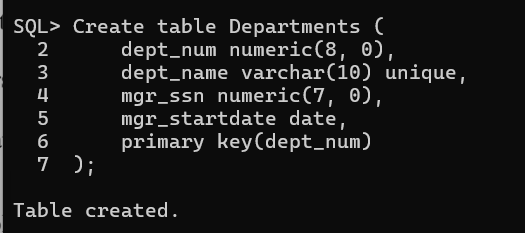 SQL> Create table Departments (
  2      dept_num numeric(8, 0),
  3      dept_name varchar(10) unique,
  4      mgr_ssn numeric(7, 0),
  5      mgr_startdate date,
  6      primary key(dept_num)
  7  );
Table created.